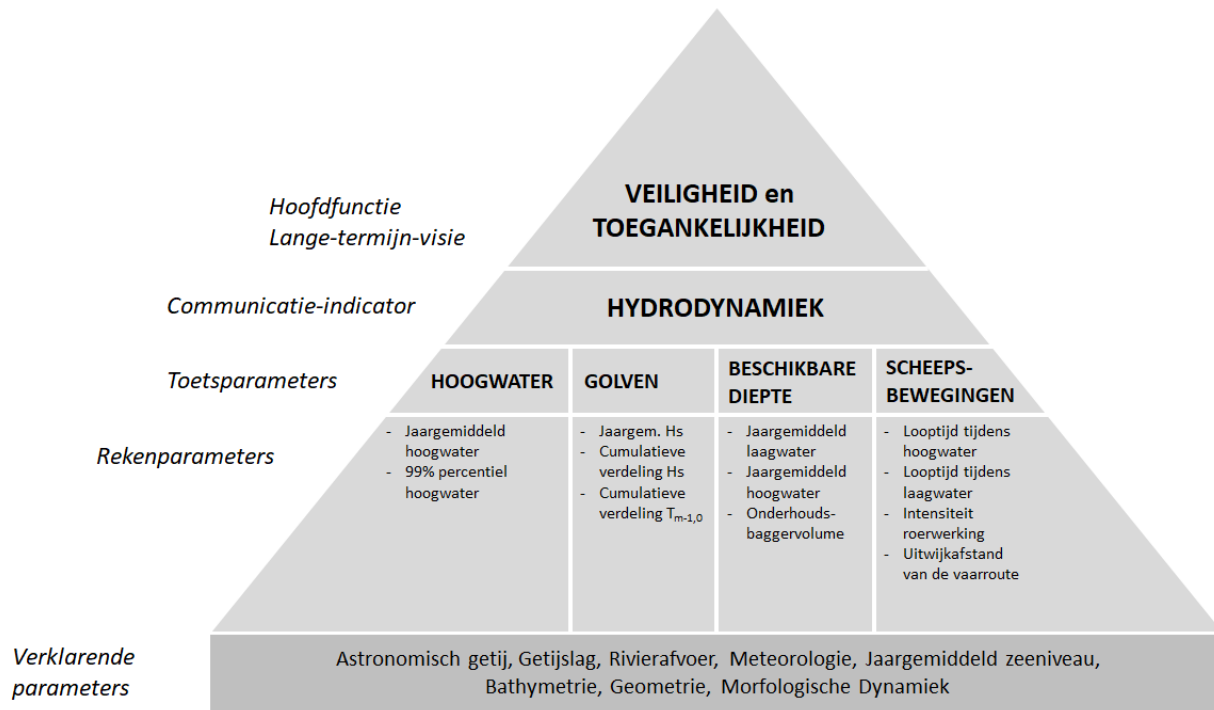 Hoofdfunctie
Lange-termijn-visie
VEILIGHEID en
TOEGANKELIJKHEID
Communicatie-indicator
HYDRODYNAMIEK
Toetsparameters
HOOGWATER
GOLVEN
BESCHIKBARE
DIEPTE
SCHEEPS-
BEWEGINGEN
Rekenparameters
- Jaargemiddeld
hoogwater
- 99% percentiel
hoogwater
- Jaargem. Hs
- Cumulatieve
verdeling Hs
- Cumulatieve
verdeling Tm-1,0
- Jaargemiddeld
laagwater
- Jaargemiddeld
hoogwater
- Onderhouds-
baggervolume
- Looptijd tijdens
hoogwater
- Looptijd tijdens
laagwater
- Intensiteit
roerwerking
- Uitwijkafstand
van de vaarroute
Verklarende
parameters
Astronomisch getij, Getijslag, Rivierafvoer, Meteorologie, Jaargemiddeld zeeniveau,
Bathymetrie, Geometrie, Morfologische Dynamiek